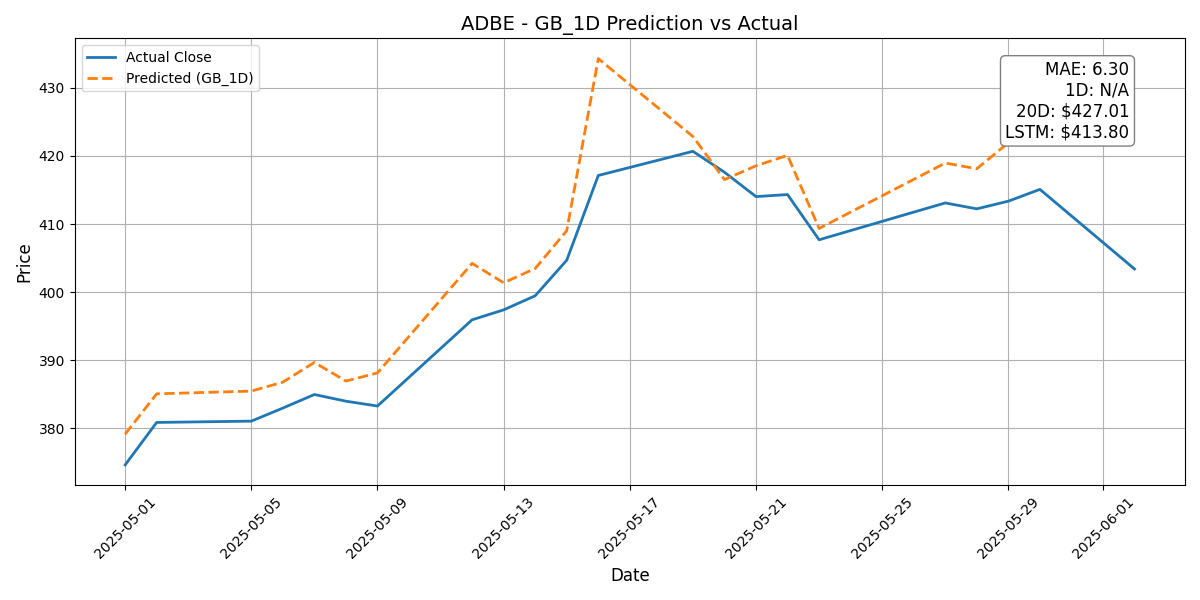 ADBE - GB_1D Prediction vs Actual
Actual Close
Predicted (GB_1D)
MAE: 6.30
1D: N/A
20D: $427.01
LSTM: $413.80
Price
430
420
410
400
390
380
2025-05-01
2025-05-05
2025-05-09
2025-05-13
2025-05-17
2025-05-21
2025-05-25
2025-05-29
2025-06-01
Date